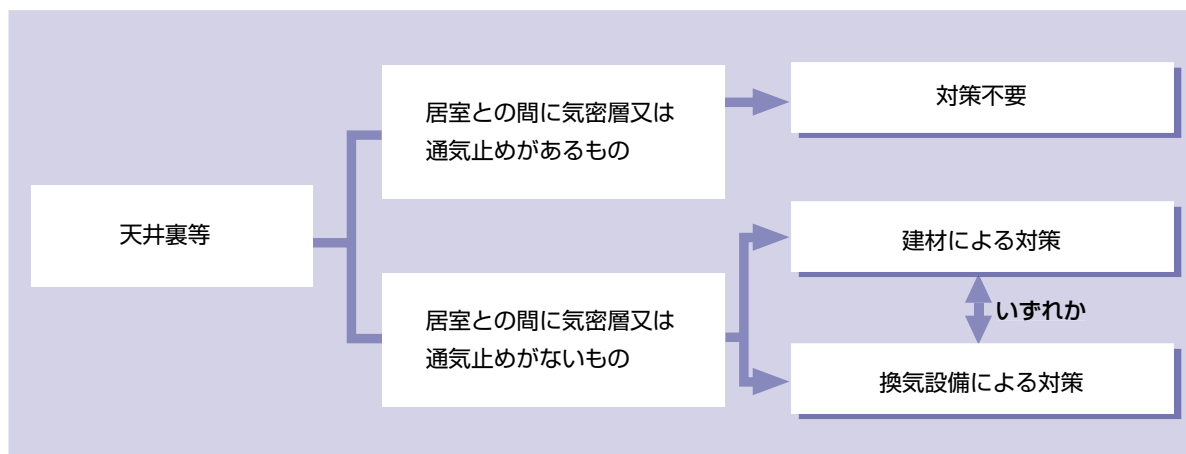 天井裏等
居室との間に気密層又は
通気止めがあるもの
対策不要
居室との間に気密層又は
通気止めがないもの
建材による対策
いずれか
換気設備による対策